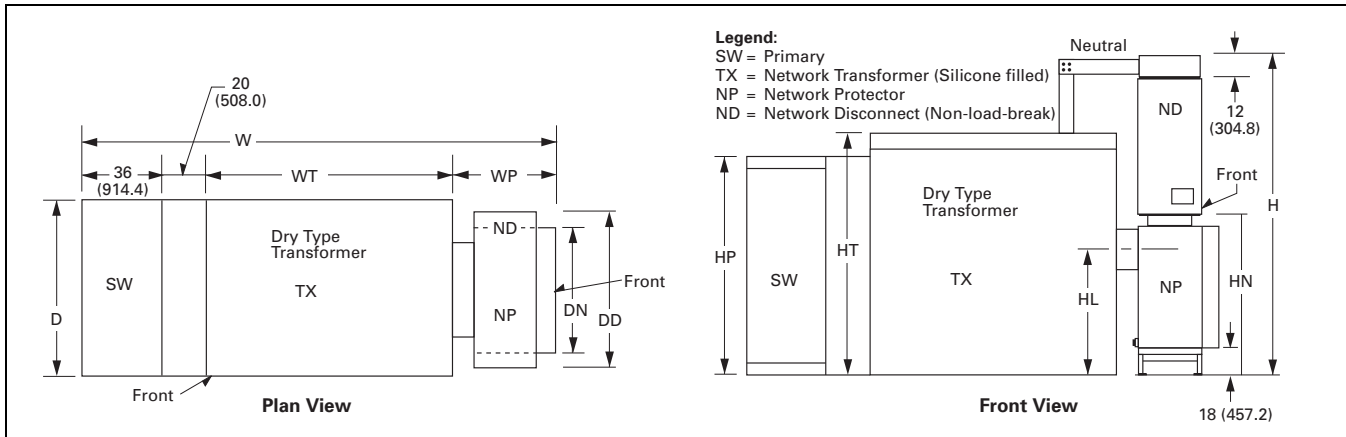 20
(508.0)
W
36
(914.4)
WT
WP
D
SW
Dry Type
Transformer
TX
ND
NP
DN
DD
Front
Front
Plan View
Legend:
SW = Primary
TX = Network Transformer (Silicone filled)
NP = Network Protector
ND = Network Disconnect (Non-load-break)
Neutral
ND
12
(304.8)
Front
H
HP
HT
SW
Dry Type
Transformer
TX
HL
NP
HN
18 (457.2)
Front View